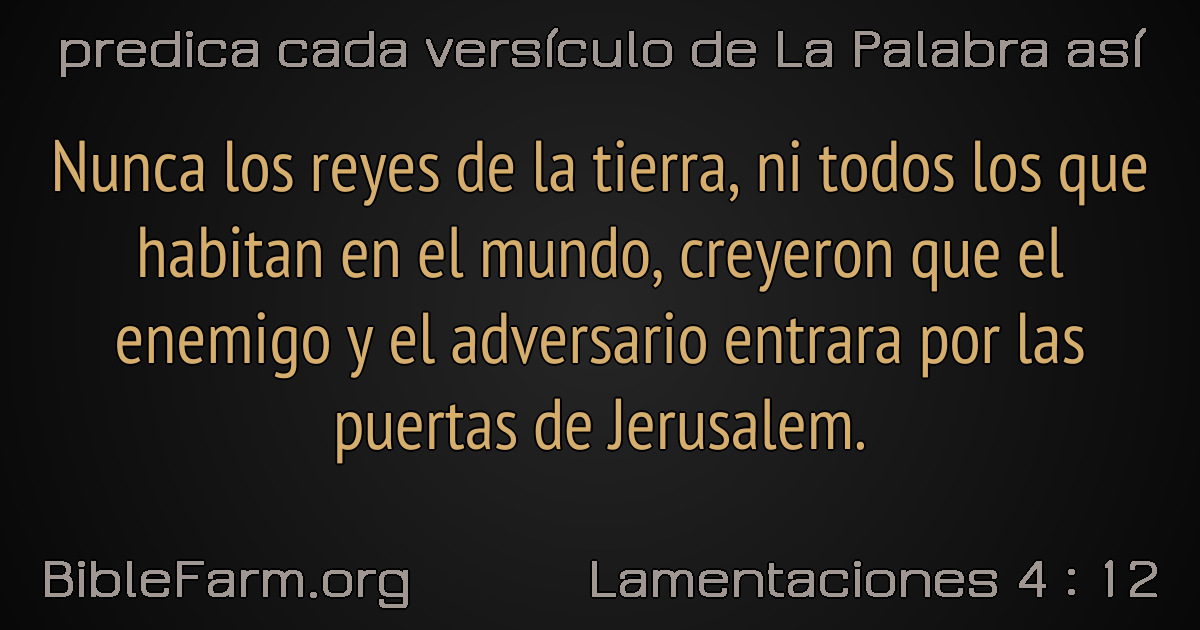 predica cada versículo de La Palabra así
Nunca los reyes de la tierra, ni todos los que
habitan en el mundo, creyeron que el
enemigo y el adversario entrara por las
puertas de Jerusalem.
BibleFarm.org
Lamentaciones 4 : 12